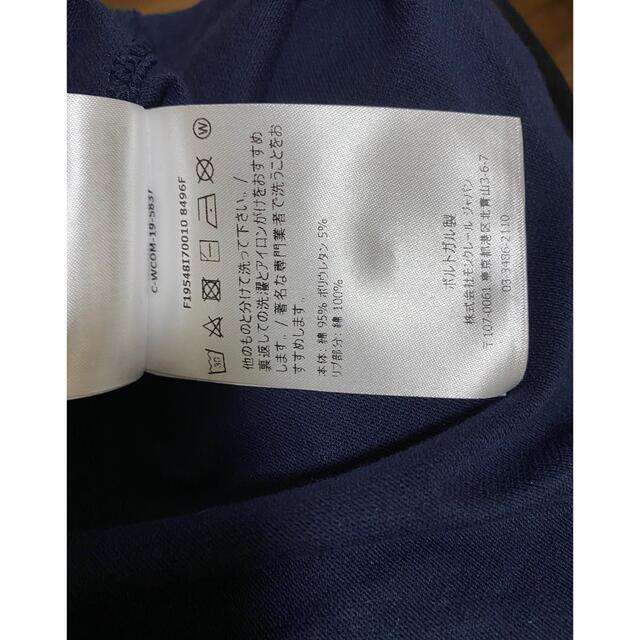 C-WCOM-19-5837
F19548I70010 8496F
30
W
他のものと分けて洗って下さい。/
裏返しての洗濯とアイロンがけをおすすめ
します。/ 著名な専門業者で洗うことをお
すすめします。
本体: 綿 95% ポリウレタン 5%
リブ部分: 綿 100%
ポルトガル製
株式会社モンクレール ジャパン
〒107-0061 東京都港区北青山3-6-7
03-3486-2110